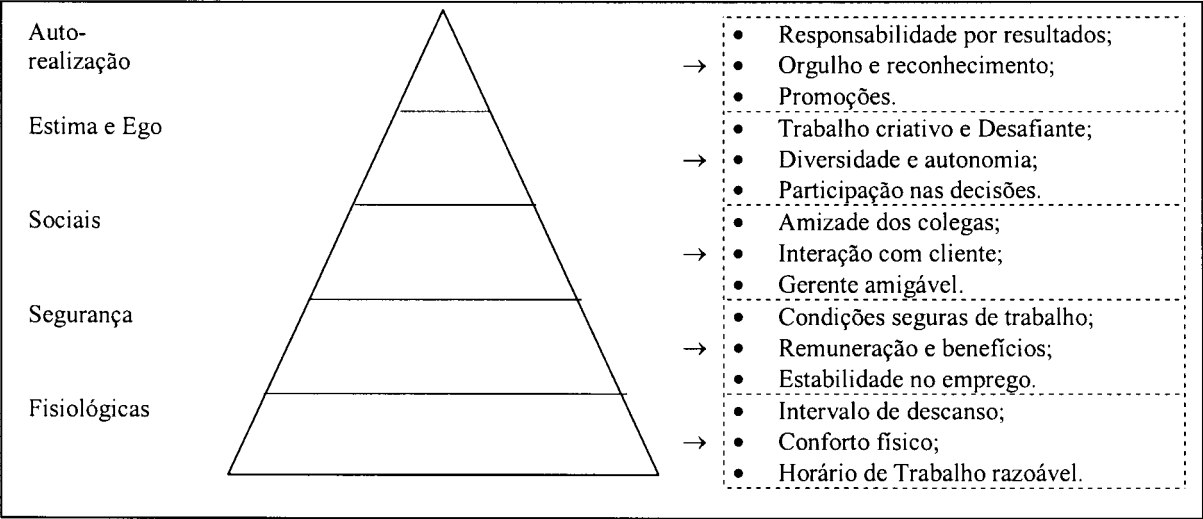 Auto-
realização
→
• Responsabilidade por resultados;
• Orgulho e reconhecimento;
• Promoções.
Estima e Ego
→
• Trabalho criativo e Desafiante;
• Diversidade e autonomia;
• Participação nas decisões.
Sociais
→
• Amizade dos colegas;
• Interação com cliente;
• Gerente amigável.
Segurança
→
• Condições seguras de trabalho;
• Remuneração e benefícios;
• Estabilidade no emprego.
Fisiológicas
→
• Intervalo de descanso;
• Conforto físico;
• Horário de Trabalho razoável.